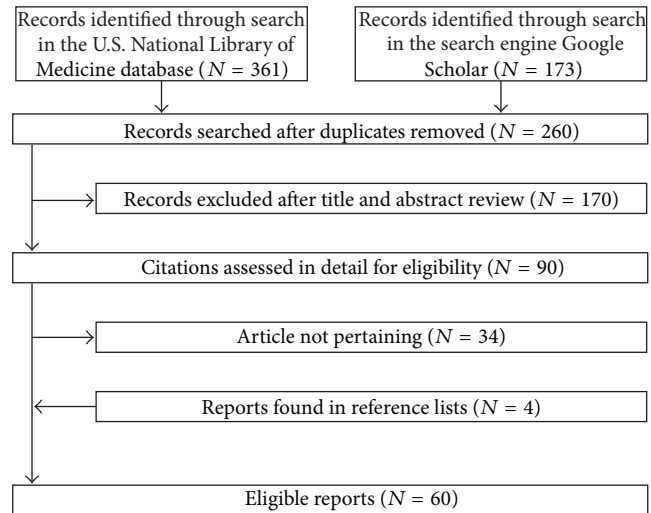 Records identified through search
in the U.S. National Library of
Medicine database (N = 361)
Records identified through search
in the search engine Google
Scholar (N = 173)
Records searched after duplicates removed (N = 260)
Records excluded after title and abstract review (N = 170)
Citations assessed in detail for eligibility (N = 90)
Article not pertaining (N = 34)
Reports found in reference lists (N = 4)
Eligible reports (N = 60)